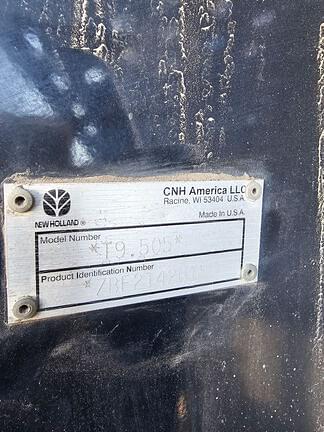 CNH America LLC
Racine, WI 53404 U.S.A.
NEW HOLLAND®
Made in U.S.A.
Model Number
*T9.505*
Product Identification Number